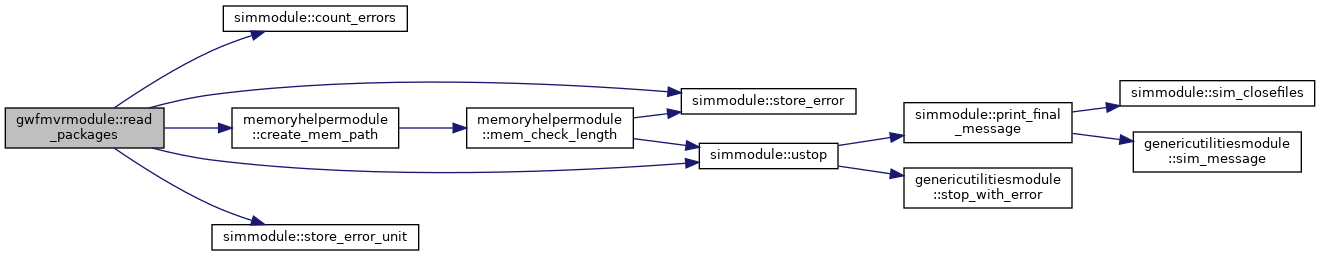 simmodule::count_errors
gwfmvrmodule::read
_packages
memoryhelpermodule
::create_mem_path
memoryhelpermodule
::mem_check_length
simmodule::store_error
simmodule::ustop
simmodule::print_final
_message
simmodule::sim_closefiles
genericutilitiesmodule
::sim_message
genericutilitiesmodule
::stop_with_error
simmodule::store_error_unit